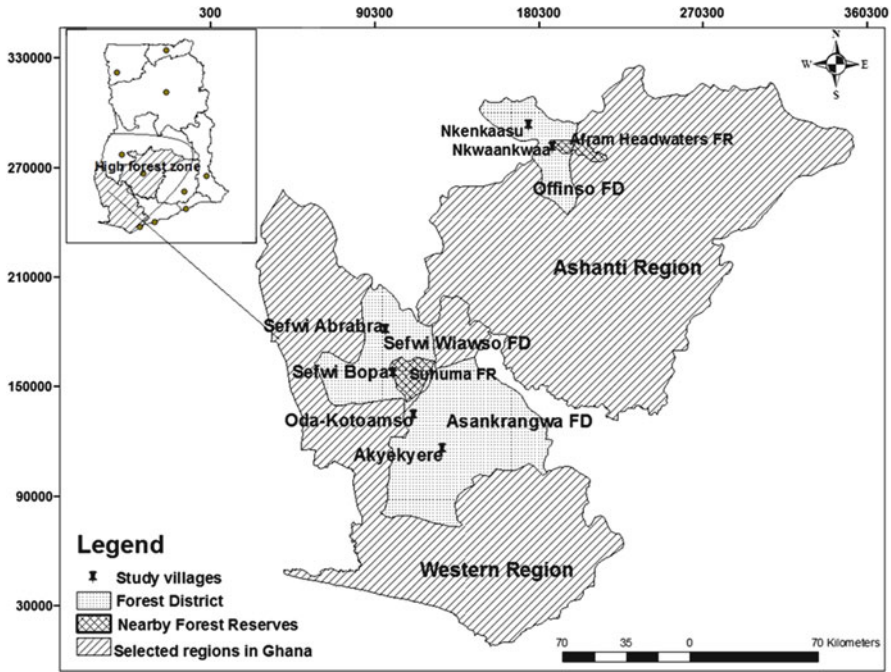 300 90300 180300 270300 360300
330000
270000
210000
150000
90000
30000
N
W E
S
High forest zone
Nkenkaasu
Afram Headwaters FR
Nkwaankwaa
Offinso FD
Ashanti Region
Sefwi Abrabra
Sefwi Wiawso FD
Sefwi Bopa
Suhuma FR
Oda-Kotoamso
Asankrangwa FD
Akyekyere
Western Region
Legend
Study villages
Forest District
Nearby Forest Reserves
Selected regions in Ghana
70 35 0 70 Kilometers